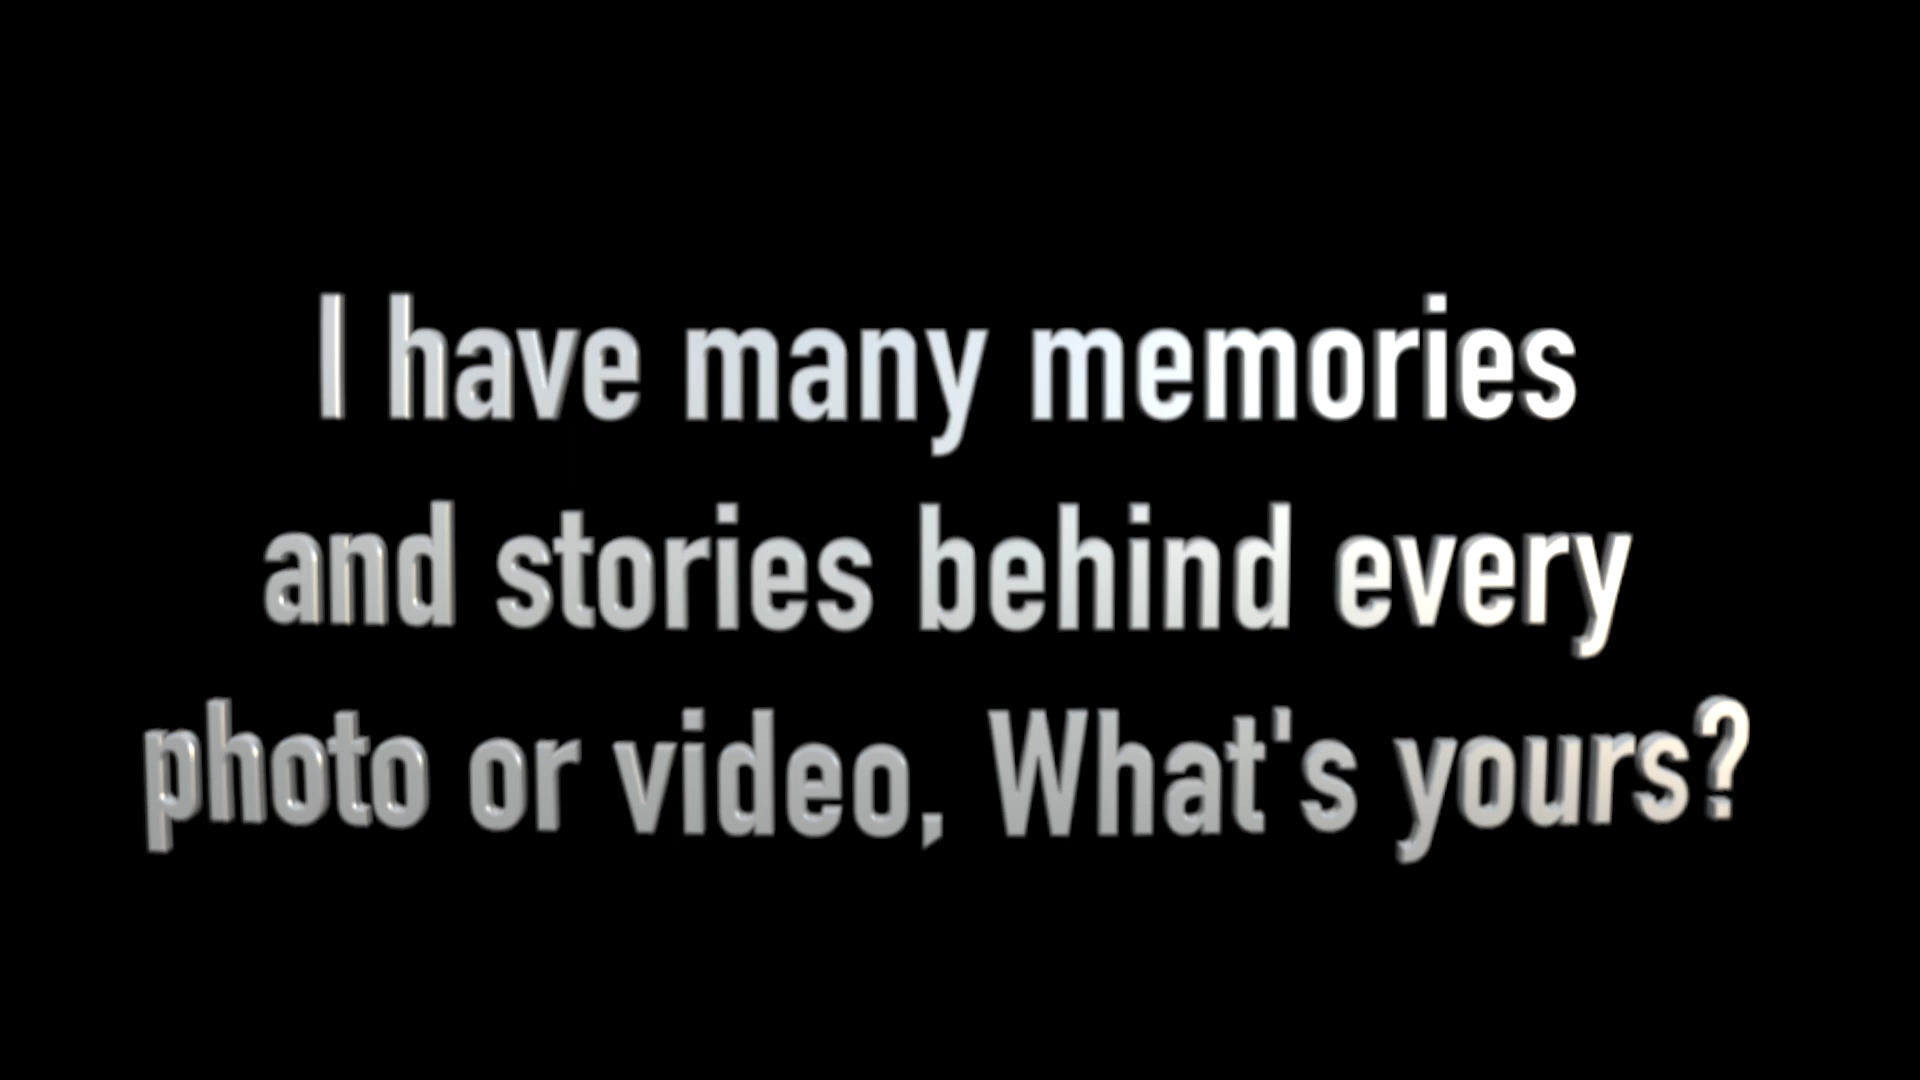 I have many memories
and stories behind every
photo or video, What's yours?